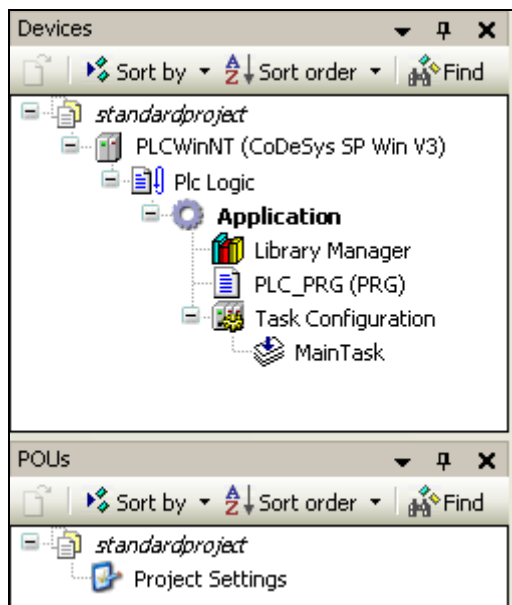 Devices
Sort by Sort order Find
standardproject
PLCWinNT (CoDeSys SP Win V3)
Plc Logic
Application
Library Manager
PLC_PRG (PRG)
Task Configuration
MainTask
POUs
Sort by Sort order Find
standardproject
Project Settings